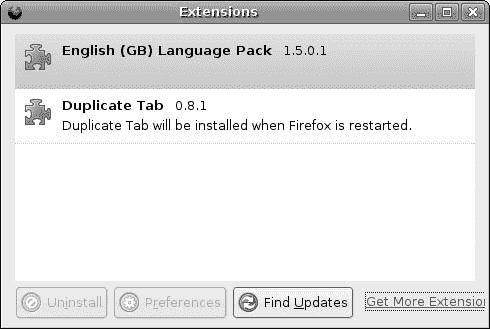 Extensions
English (GB) Language Pack 1.5.0.1
Duplicate Tab 0.8.1
Duplicate Tab will be installed when Firefox is restarted.
Uninstall Preferences Find Updates Get More Extension